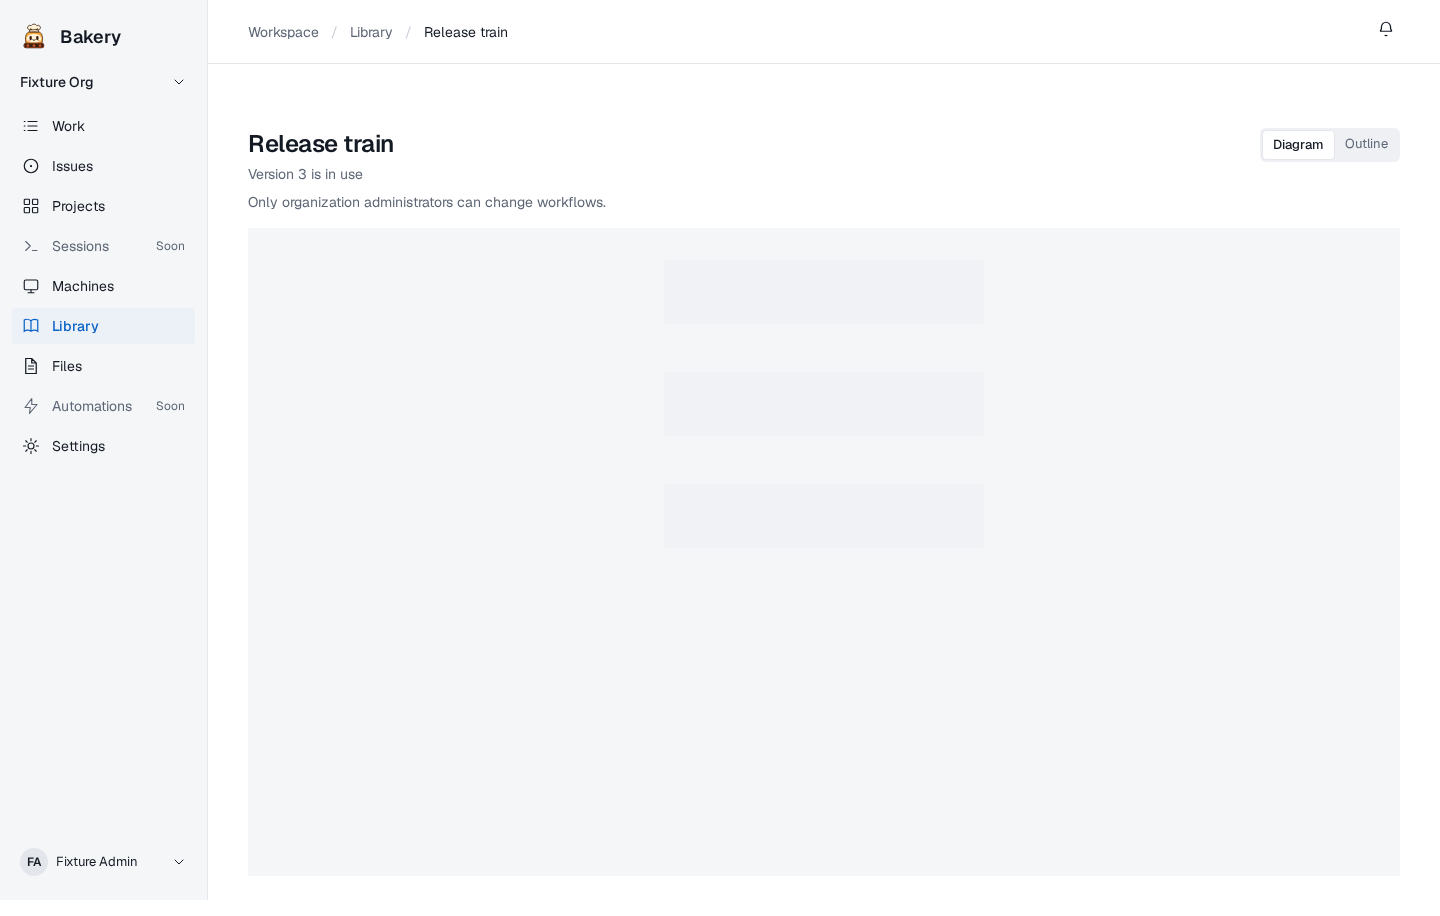 Bakery
Fixture Org
Work
Issues
Projects
Sessions Soon
Machines
Library
Files
Automations Soon
Settings
FA Fixture Admin
Workspace / Library / Release train
Release train
Diagram Outline
Version 3 is in use
Only organization administrators can change workflows.